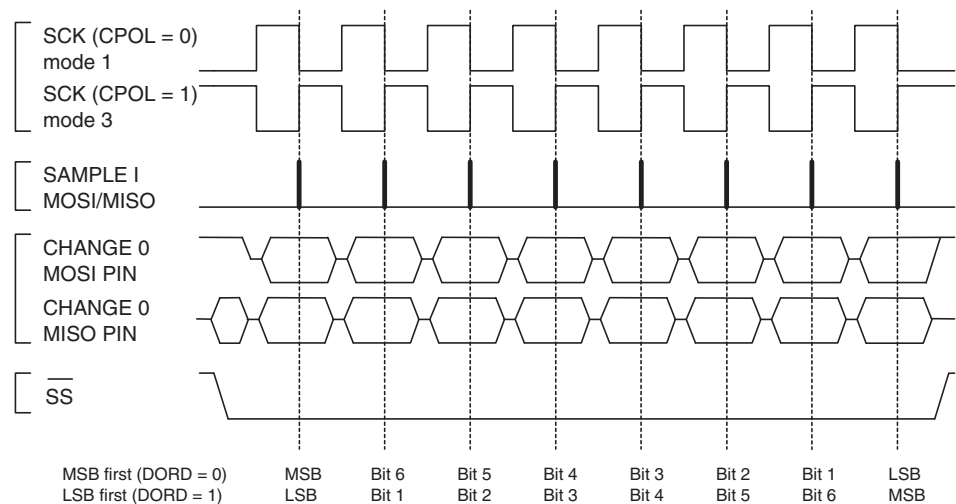 SCK (CPOL = 0)
mode 1
SCK (CPOL = 1)
mode 3
SAMPLE I
MOSI/MISO
CHANGE 0
MOSI PIN
CHANGE 0
MISO PIN
SS
MSB first (DORD = 0) MSB Bit 6 Bit 5 Bit 4 Bit 3 Bit 2 Bit 1 LSB
LSB first (DORD = 1) LSB Bit 1 Bit 2 Bit 3 Bit 4 Bit 5 Bit 6 MSB